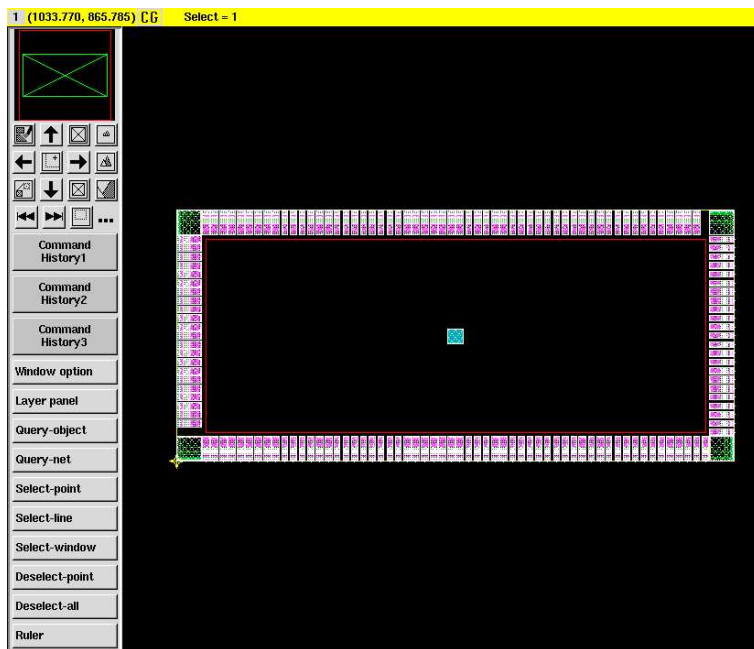 1 (1033.770, 865.785) CG Select = 1
Command
History1
Command
History2
Command
History3
Window option
Layer panel
Query-object
Query-net
Select-point
Select-line
Select-window
Deselect-point
Deselect-all
Ruler